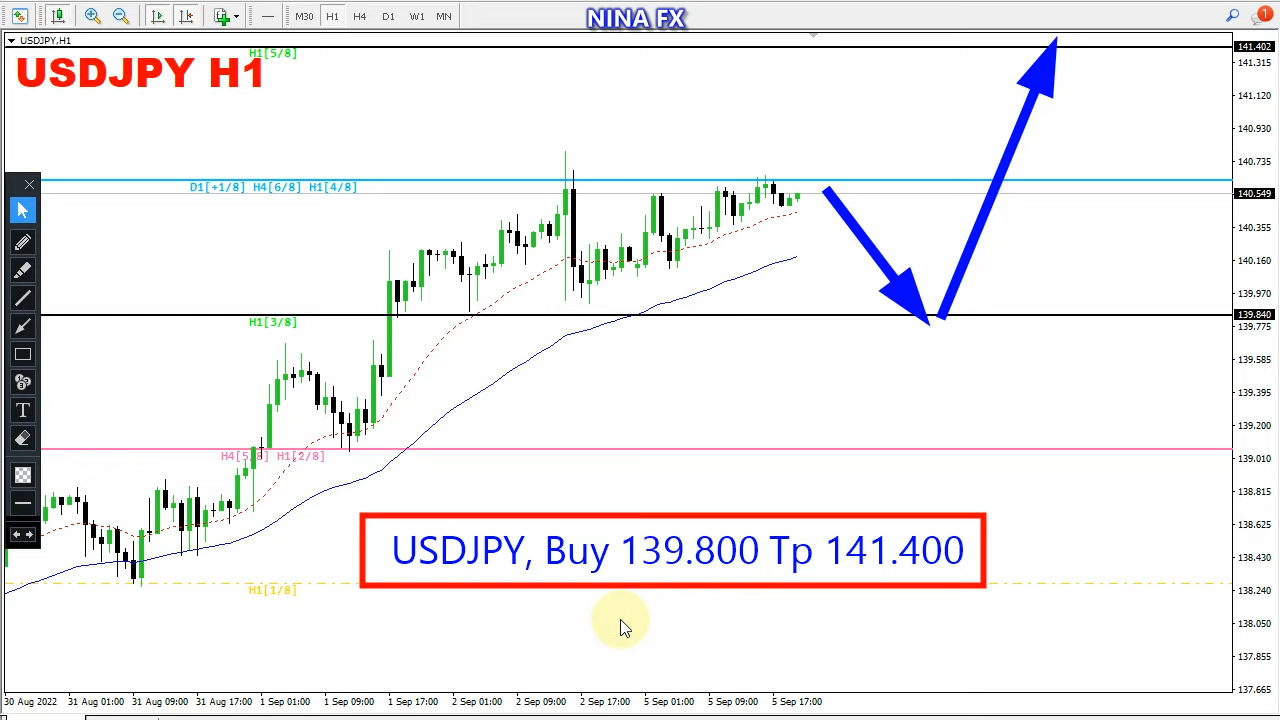 M30 H1 H4 D1 W1 MN
NINA FX
1
USDJPY,H1
USDJPY H1
H1[5/8]
D1[+1/8] H4[6/8] H1[4/8]
H1[3/8]
H4[5/8] H1[2/8]
H1[1/8]
T
USDJPY, Buy 139.800 Tp 141.400
141.402
141.315
141.120
140.930
140.735
140.549
140.355
140.160
139.970
139.840
139.775
139.585
139.395
139.200
139.010
138.815
138.625
138.430
138.240
138.050
137.855
137.665
30 Aug 2022 31 Aug 01:00 31 Aug 09:00 31 Aug 17:00 1 Sep 01:00 1 Sep 09:00 1 Sep 17:00 2 Sep 01:00 2 Sep 09:00 2 Sep 17:00 5 Sep 01:00 5 Sep 09:00 5 Sep 17:00